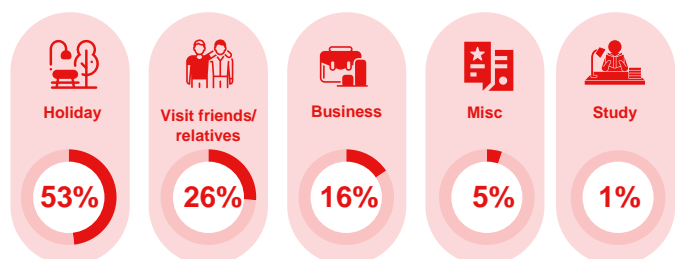 Holiday
53%
Visit friends/
relatives
26%
Business
16%
Misc
5%
Study
1%